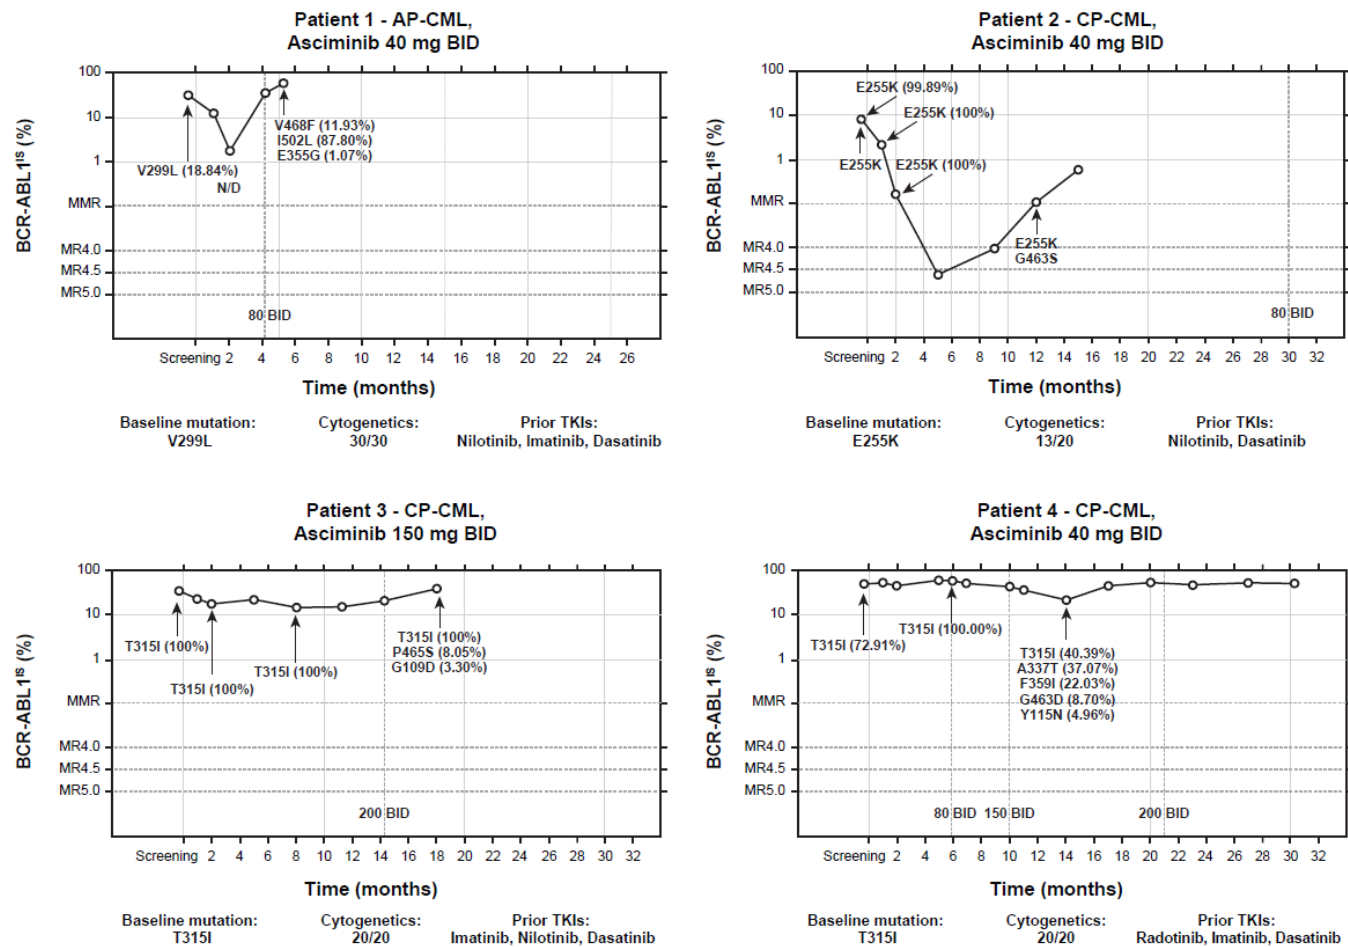 Patient 1 - AP-CML,
Asciminib 40 mg BID
BCR-ABL1IS (%)
100
10
1
MMR
MR4.0
MR4.5
MR5.0
V299L (18.84%)
N/D
V468F (11.93%)
I502L (87.80%)
E355G (1.07%)
80 BID
Screening 2 4 6 8 10 12 14 16 18 20 22 24 26
Time (months)
Baseline mutation: Cytogenetics: Prior TKIs:
V299L 30/30 Nilotinib, Imatinib, Dasatinib
Patient 2 - CP-CML,
Asciminib 40 mg BID
BCR-ABL1IS (%)
100
10
1
MMR
MR4.0
MR4.5
MR5.0
E255K (99.89%)
E255K (100%)
E255K
E255K (100%)
E255K
G463S
80 BID
Screening 2 4 6 8 10 12 14 16 18 20 22 24 26 28 30 32
Time (months)
Baseline mutation: Cytogenetics: Prior TKIs:
E255K 13/20 Nilotinib, Dasatinib
Patient 3 - CP-CML,
Asciminib 150 mg BID
BCR-ABL1IS (%)
100
10
1
MMR
MR4.0
MR4.5
MR5.0
T315I (100%)
T315I (100%)
T315I (100%)
T315I (100%)
P465S (8.05%)
G109D (3.30%)
200 BID
Screening 2 4 6 8 10 12 14 16 18 20 22 24 26 28 30 32
Time (months)
Baseline mutation: Cytogenetics: Prior TKIs:
T315I 20/20 Imatinib, Nilotinib, Dasatinib
Patient 4 - CP-CML,
Asciminib 40 mg BID
BCR-ABL1IS (%)
100
10
1
MMR
MR4.0
MR4.5
MR5.0
T315I (72.91%)
T315I (100.00%)
T315I (40.39%)
A337T (37.07%)
F359I (22.03%)
G463D (8.70%)
Y115N (4.96%)
80 BID 150 BID 200 BID
Screening 2 4 6 8 10 12 14 16 18 20 22 24 26 28 30 32
Time (months)
Baseline mutation: Cytogenetics: Prior TKIs:
T315I 20/20 Radotinib, Imatinib, Dasatinib